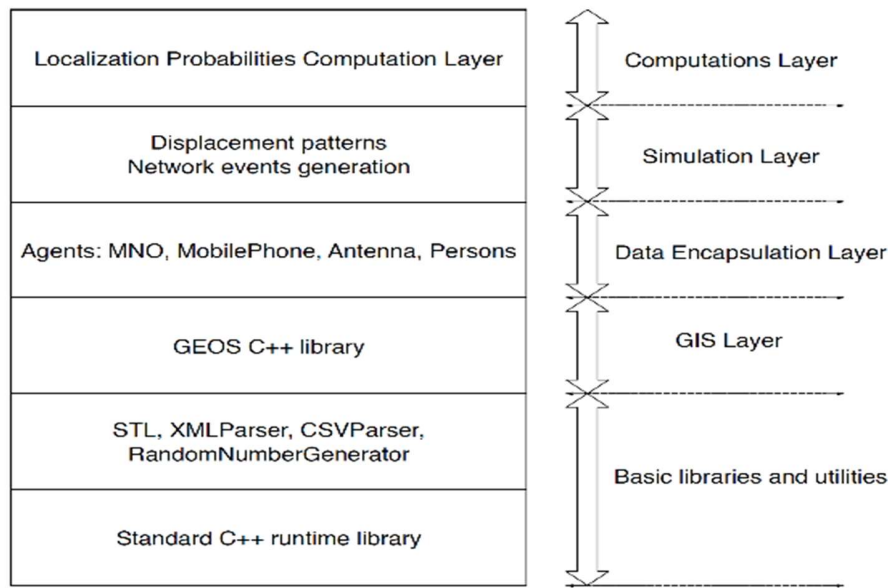 Localization Probabilities Computation Layer
Computations Layer
Displacement patterns
Network events generation
Simulation Layer
Agents: MNO, MobilePhone, Antenna, Persons
Data Encapsulation Layer
GEOS C++ library
GIS Layer
STL, XMLParser, CSVParser,
RandomNumberGenerator
Basic libraries and utilities
Standard C++ runtime library